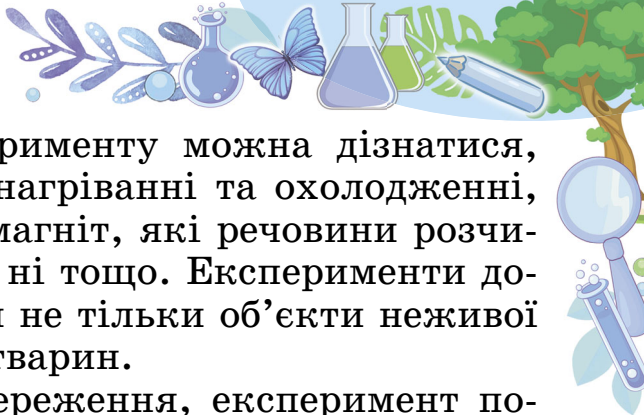 рименту можна дізнатися,
нагріванні та охолодженні,
магніт, які речовини розчи-
ні тощо. Експерименти до-
не тільки об’єкти неживої
тварин.
ереження, експеримент по-